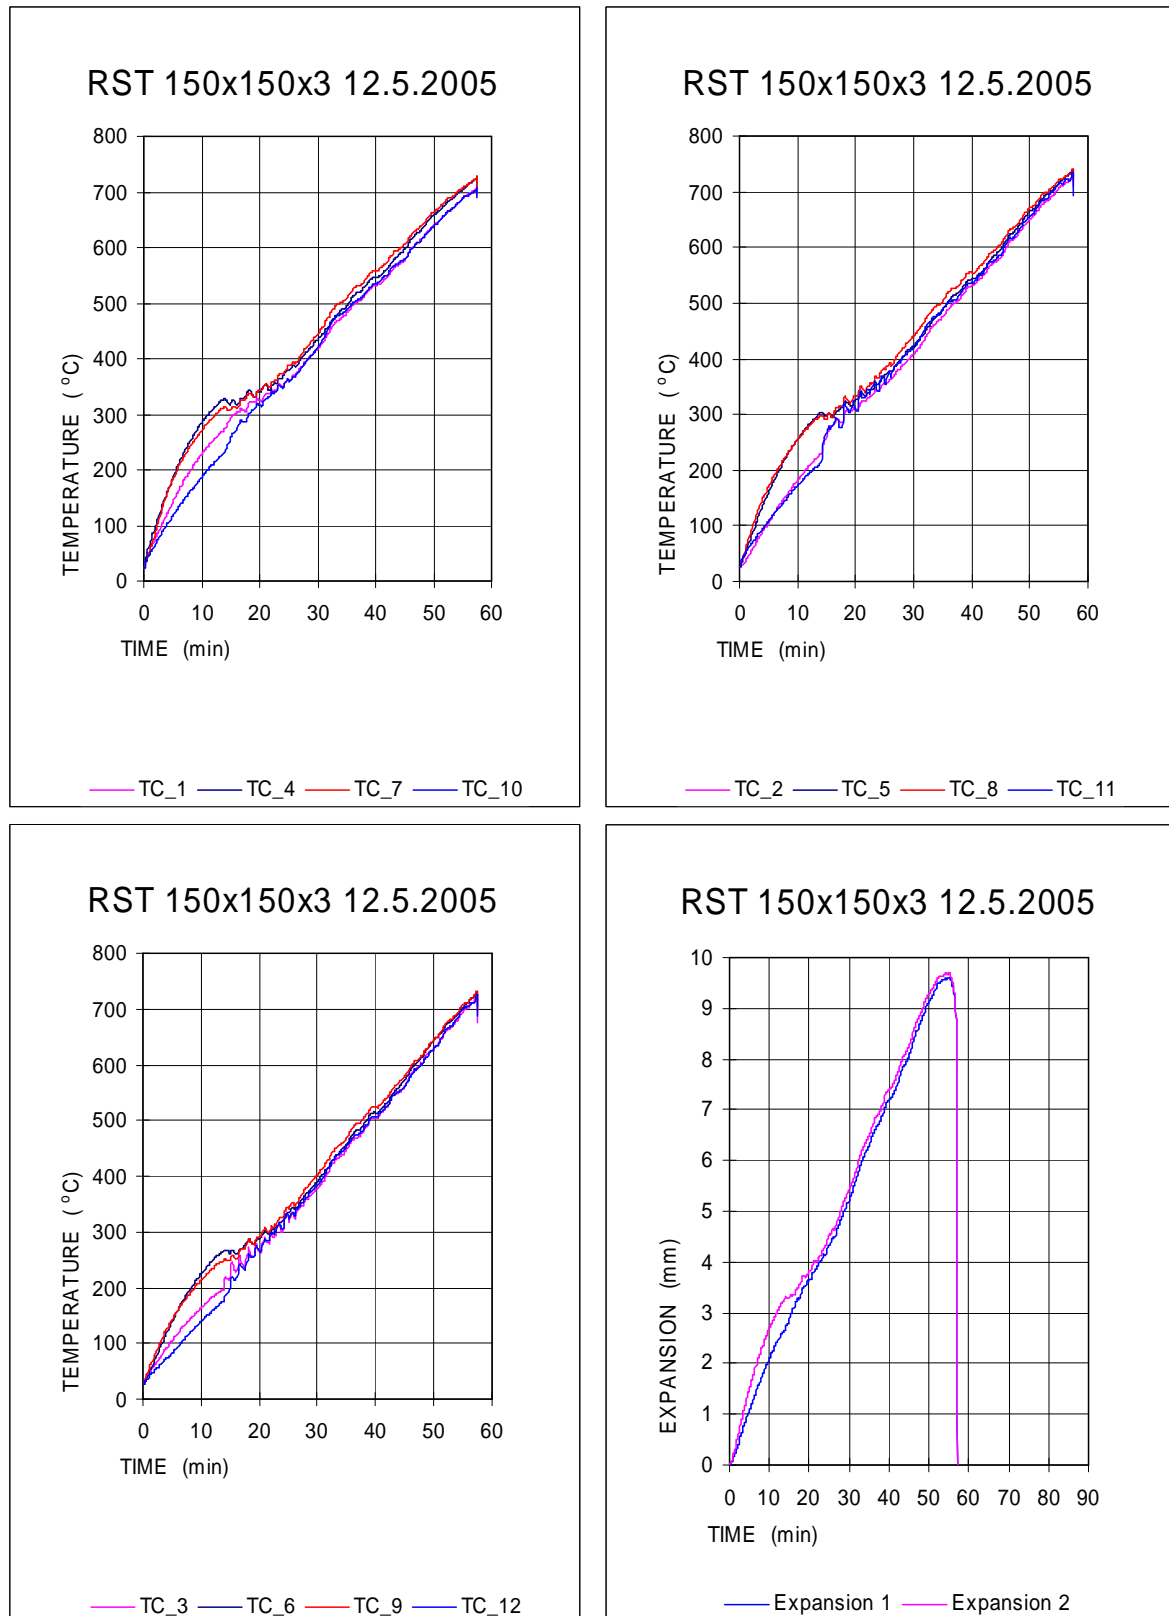 RST 150x150x3 12.5.2005
800
700
600
500
400
300
200
100
0
TEMPERATURE ( °C)
0 10 20 30 40 50 60
TIME (min)
TC_1 TC_4 TC_7 TC_10
RST 150x150x3 12.5.2005
800
700
600
500
400
300
200
100
0
TEMPERATURE ( °C)
0 10 20 30 40 50 60
TIME (min)
TC_2 TC_5 TC_8 TC_11
RST 150x150x3 12.5.2005
800
700
600
500
400
300
200
100
0
TEMPERATURE ( °C)
0 10 20 30 40 50 60
TIME (min)
TC_3 TC_6 TC_9 TC_12
RST 150x150x3 12.5.2005
10
9
8
7
6
5
4
3
2
1
0
EXPANSION (mm)
0 10 20 30 40 50 60 70 80 90
TIME (min)
Expansion 1 Expansion 2